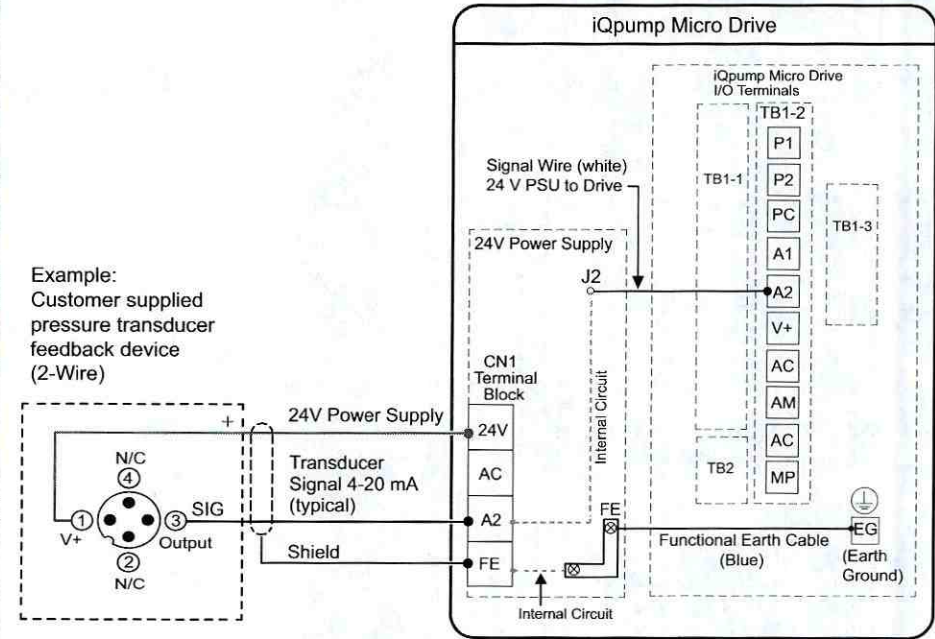 iQpump Micro Drive
iQpump Micro Drive
I/O Terminals
TB1-2
P1
P2
PC
A1
A2
V+
AC
AM
AC
MP
TB1-1
TB1-3
TB2
Signal Wire (white)
24 V PSU to Drive
24V Power Supply
J2
Internal Circuit
CN1
Terminal
Block
24V
AC
A2
FE
Example:
Customer supplied
pressure transducer
feedback device
(2-Wire)
+
24V Power Supply
N/C
4
Transducer
Signal 4-20 mA
(typical)
1
V+
3
SIG
Output
2
N/C
Shield
FE
Functional Earth Cable
(Blue)
EG
(Earth
Ground)
Internal Circuit